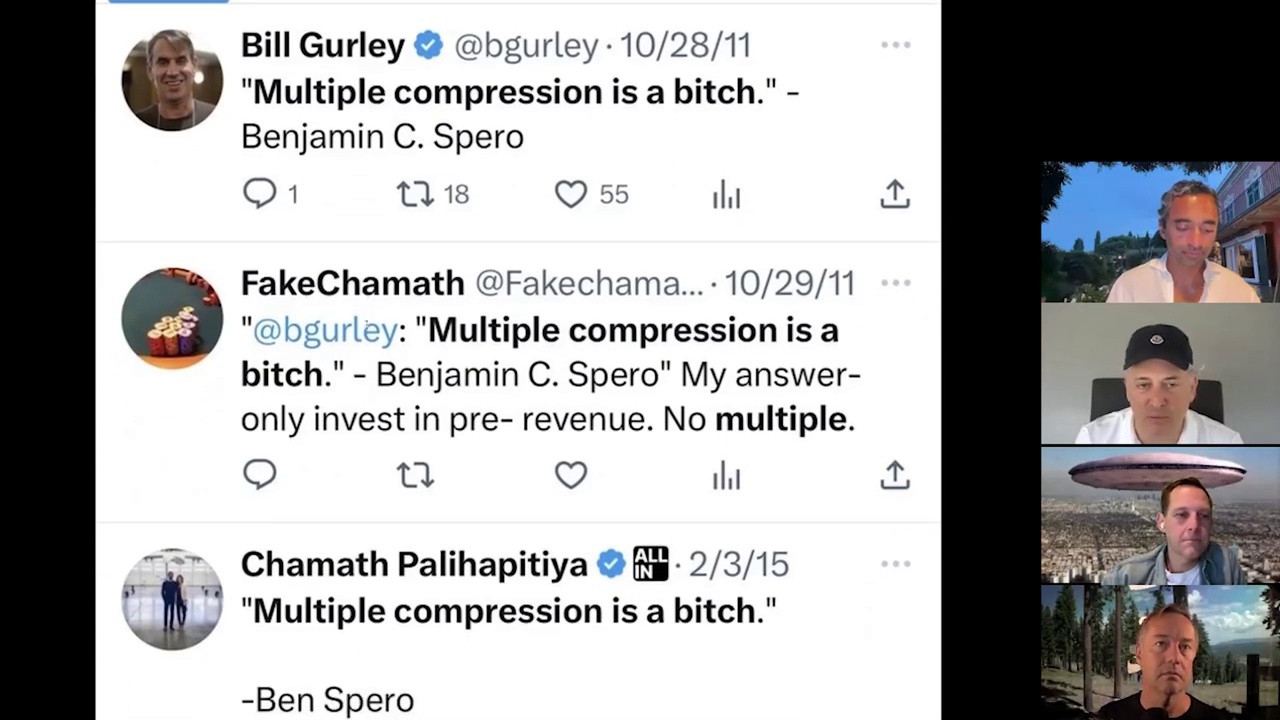 Bill Gurley @bgurley · 10/28/11
"Multiple compression is a bitch." -
Benjamin C. Spero
1 18 55
FakeChamath @Fakechama... · 10/29/11
"@bgurley: "Multiple compression is a
bitch." - Benjamin C. Spero" My answer-
only invest in pre- revenue. No multiple.
Chamath Palihapitiya ALL IN · 2/3/15
"Multiple compression is a bitch."
-Ben Spero